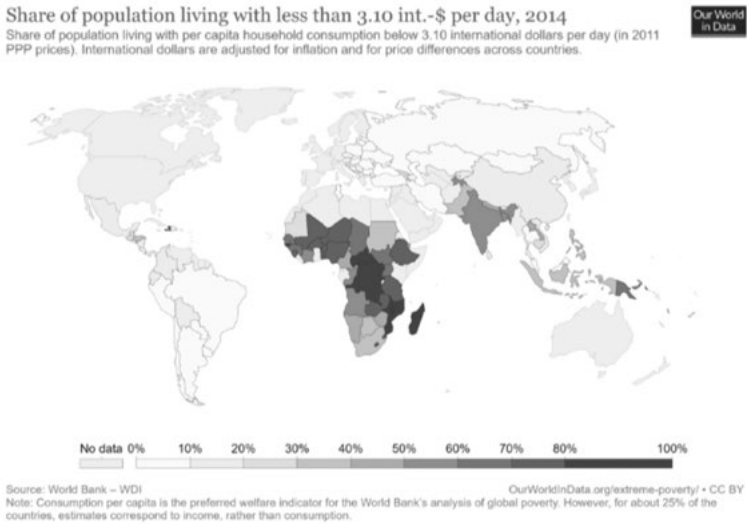 Share of population living with less than 3.10 int.-$ per day, 2014
Our World
in Data
Share of population living with per capita household consumption below 3.10 international dollars per day (in 2011
PPP prices). International dollars are adjusted for inflation and for price differences across countries.
No data 0% 10% 20% 30% 40% 50% 60% 70% 80% 100%
Source: World Bank – WDI
OurWorldInData.org/extreme-poverty/ • CC BY
Note: Consumption per capita is the preferred welfare indicator for the World Bank's analysis of global poverty. However, for about 25% of the
countries, estimates correspond to income, rather than consumption.